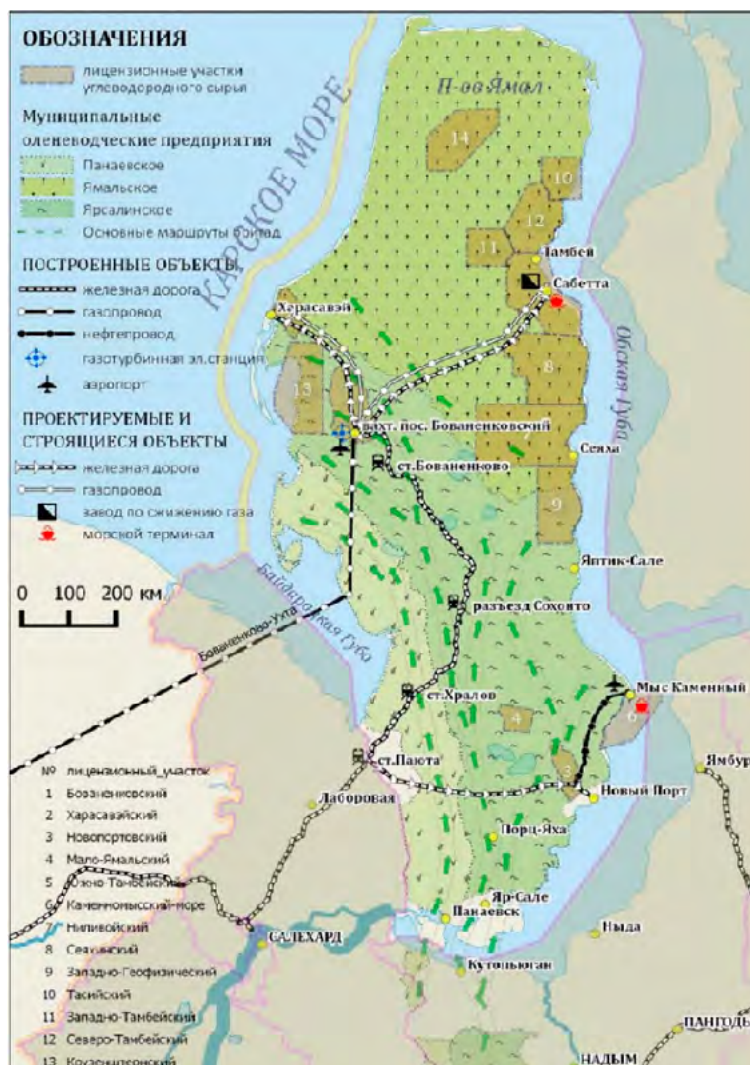 ОБОЗНАЧЕНИЯ
лицензионные участки
углеводородного сырья
Муниципальные
оленеводческие предприятия
Панаевское
Ямальское
Ярсалинское
Основные маршруты бригад
ПОСТРОЕННЫЕ ОБЪЕКТЫ
железная дорога
газопровод
нефтепровод
газотурбинная эл.станция
аэропорт
ПРОЕКТИРУЕМЫЕ И
СТРОЯЩИЕСЯ ОБЪЕКТЫ
железная дорога
газопровод
завод по сжижению газа
морской терминал
0 100 200 км
КАРСКОЕ МОРЕ
П-ов Ямал
14
10
12
11
Тамбей
Сабетта
Харасавэй
Обская Губа
13
8
вахт. пос. Бованенковский
7
Сеяха
ст.Бованенково
9
Яптик-Сале
Байдарацкая Губа
разъезд Сохонто
Бованенково-Ухта
Мыс Каменный
ст.Хралов
4
6
ст.Паюта
3
Новый Порт
Лаборовая
Порц-Яха
Яр-Сале
Панаевск
Ныда
САЛЕХАРД
Кутопьюган
НАДЫМ
№ лицензионный_участок
1 Бованенковский
2 Харасавэйский
3 Новопортовский
4 Мало-Ямальский
5 Южно-Тамбейский
6 Каменномысский-море
7
8
9 Западно-Геофизический
10 Тасийский
11 Западно-Тамбейский
12 Северо-Тамбейский
13